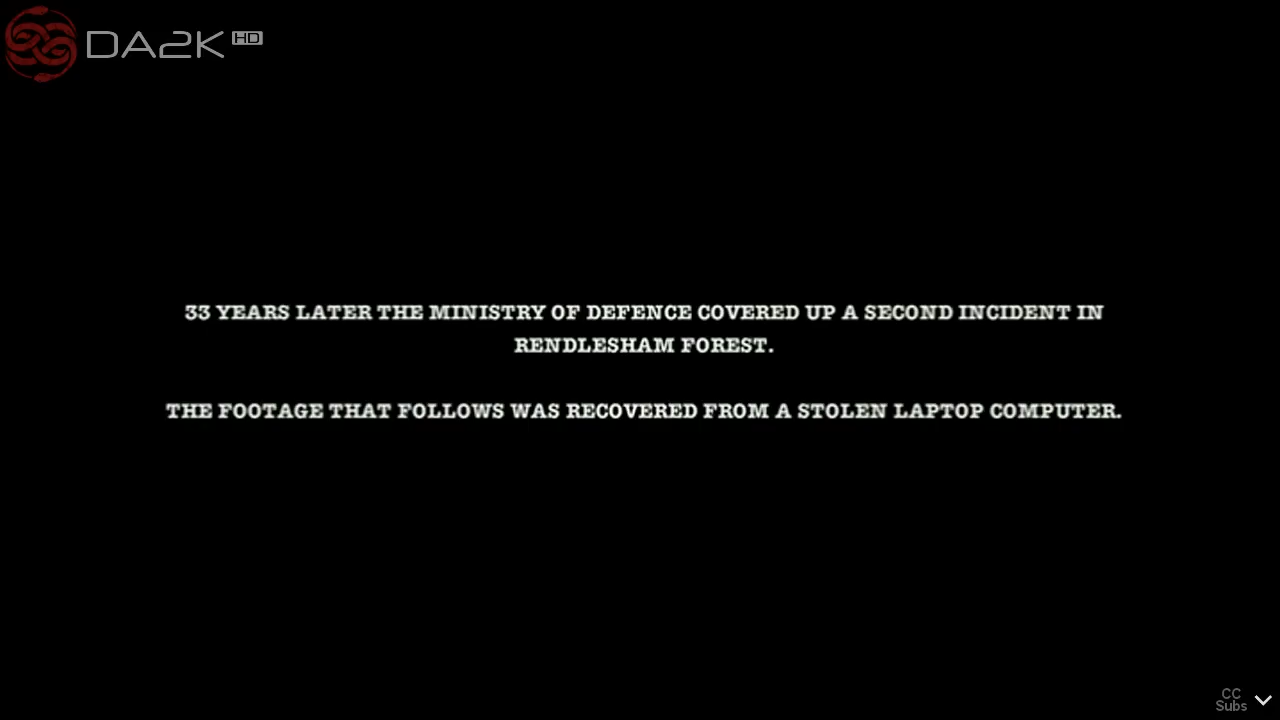 DA2K HD
33 YEARS LATER THE MINISTRY OF DEFENCE COVERED UP A SECOND INCIDENT IN
RENDLESHAM FOREST.
THE FOOTAGE THAT FOLLOWS WAS RECOVERED FROM A STOLEN LAPTOP COMPUTER.
CC
Subs